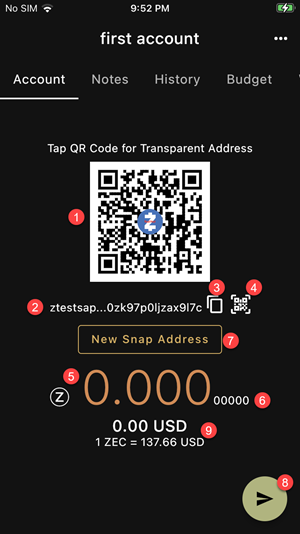 No SIM 9:52 PM
first account
Account Notes History Budget
Tap QR Code for Transparent Address
1
3 4
2 ztestsap...0zk97p0ljzax9l7c
New Snap Address 7
5 0.000 00000 6
0.00 USD
9
1 ZEC = 137.66 USD
8